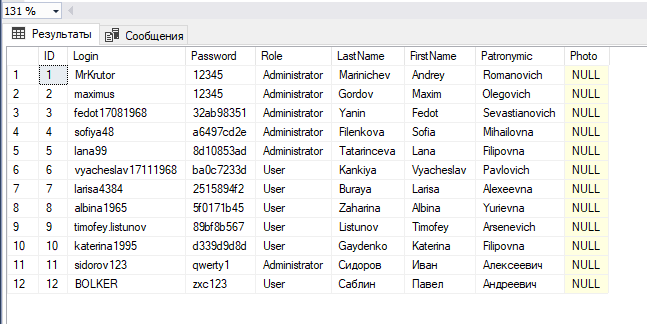 131 %
Результаты Сообщения
ID Login Password Role LastName FirstName Patronymic Photo
1 1 MrKrutor 12345 Administrator Marinichev Andrey Romanovich NULL
2 2 maximus 12345 Administrator Gordov Maxim Olegovich NULL
3 3 fedot17081968 32ab98351 Administrator Yanin Fedot Sevastianovich NULL
4 4 sofiya48 a6497cd2e Administrator Filenkova Sofia Mihailovna NULL
5 5 lana99 8d10853ad Administrator Tatarinceva Lana Filipovna NULL
6 6 vyacheslav17111968 ba0c7233d User Kankiya Vyacheslav Pavlovich NULL
7 7 larisa4384 2515894f2 User Buraya Larisa Alexeevna NULL
8 8 albina1965 5f0171b45 User Zaharina Albina Yurievna NULL
9 9 timofey.listunov 89bf8b567 User Listunov Timofey Arsenevich NULL
10 10 katerina1995 d339d9d8d User Gaydenko Katerina Filipovna NULL
11 11 sidorov123 qwerty1 Administrator Сидоров Иван Алексеевич NULL
12 12 BOLKER zxc123 User Саблин Павел Андреевич NULL